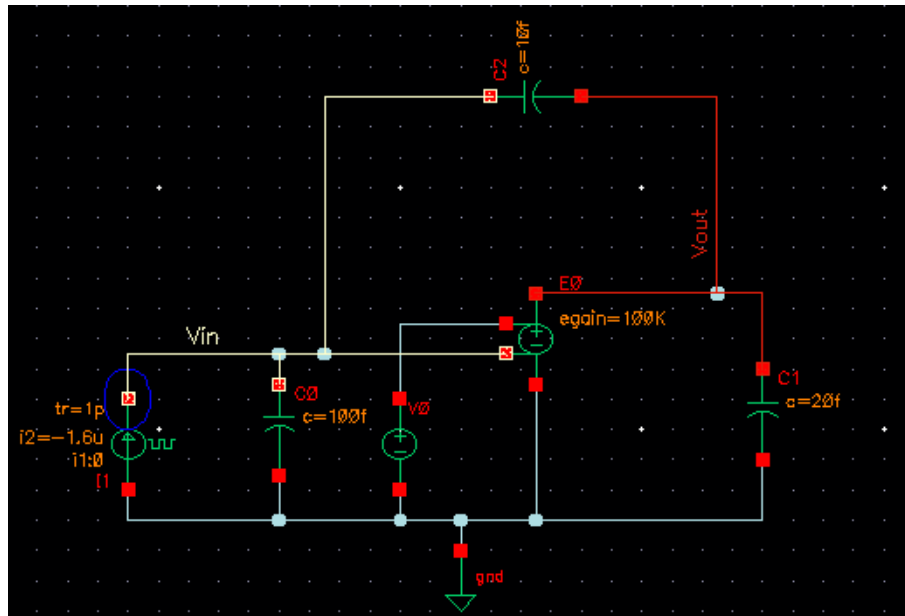 C2
c=10f
Vout
E0
egain=100K
Vin
C0
c=100f
V0
C1
c=20f
tr=1p
i2=-1.6u
i1:0
I1
gnd